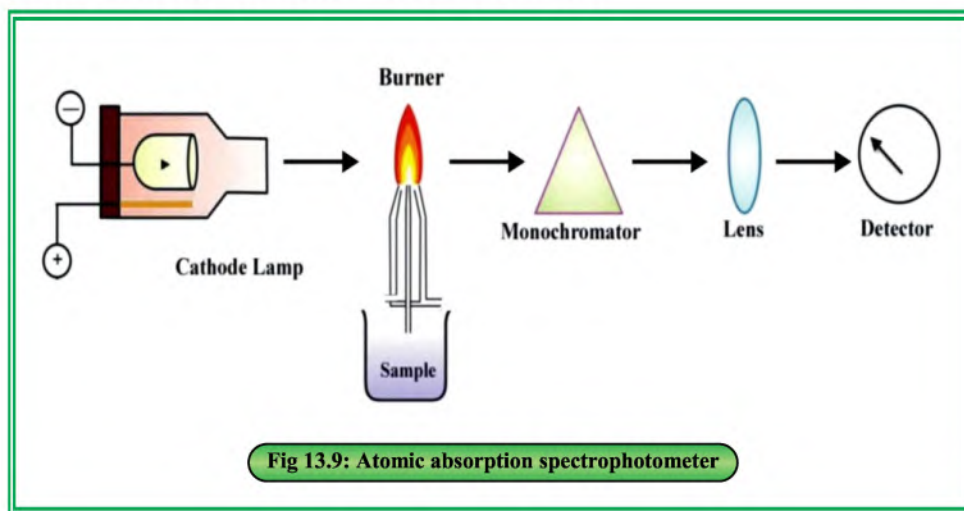 Burner
−
+
Cathode Lamp
Sample
Monochromator
Lens
Detector
Fig 13.9: Atomic absorption spectrophotometer